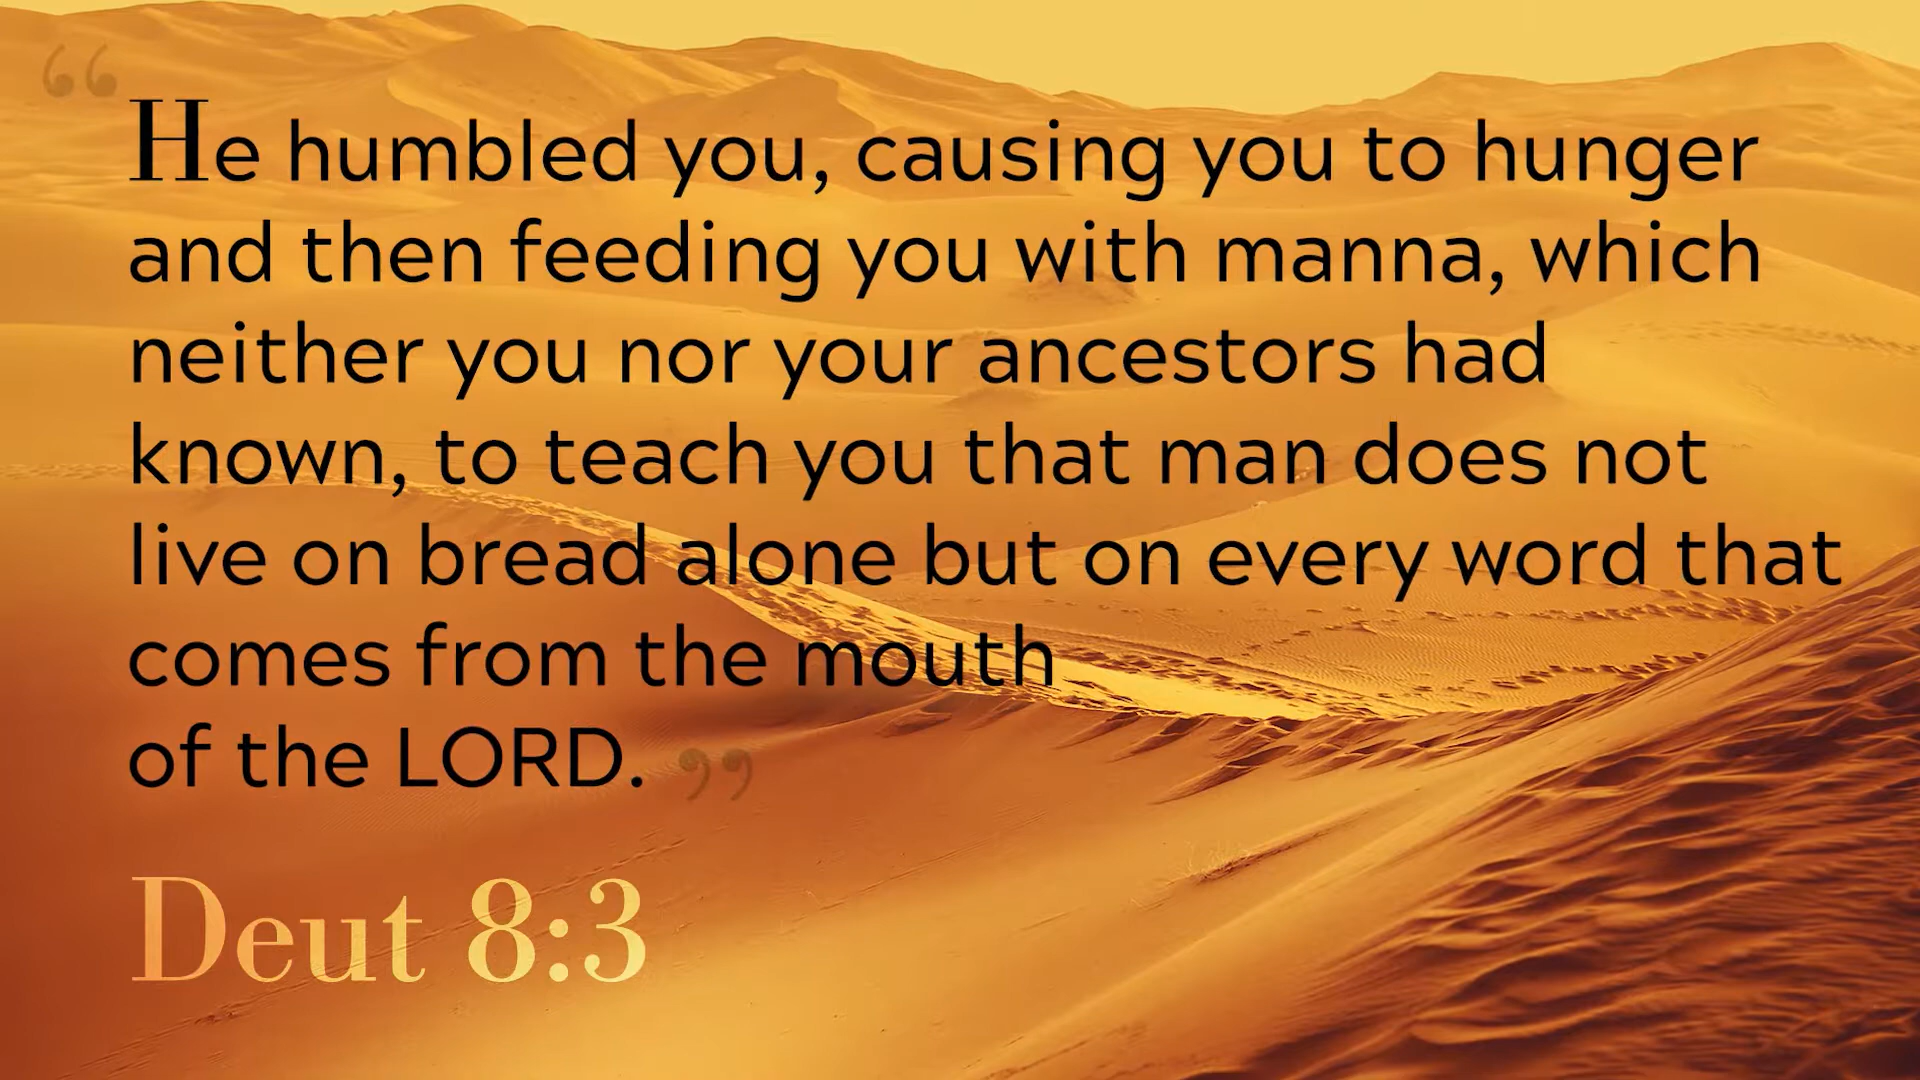 “He humbled you, causing you to hunger
and then feeding you with manna, which
neither you nor your ancestors had
known, to teach you that man does not
live on bread alone but on every word that
comes from the mouth
of the LORD.”
Deut 8:3